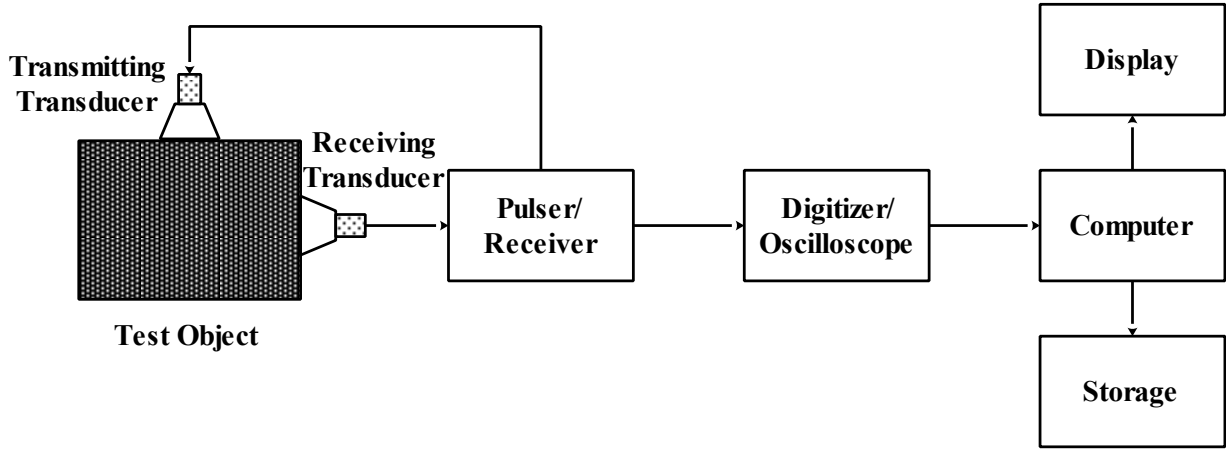 Transmitting
Transducer
Receiving
Transducer
Test Object
Pulser/
Receiver
Digitizer/
Oscilloscope
Display
Computer
Storage